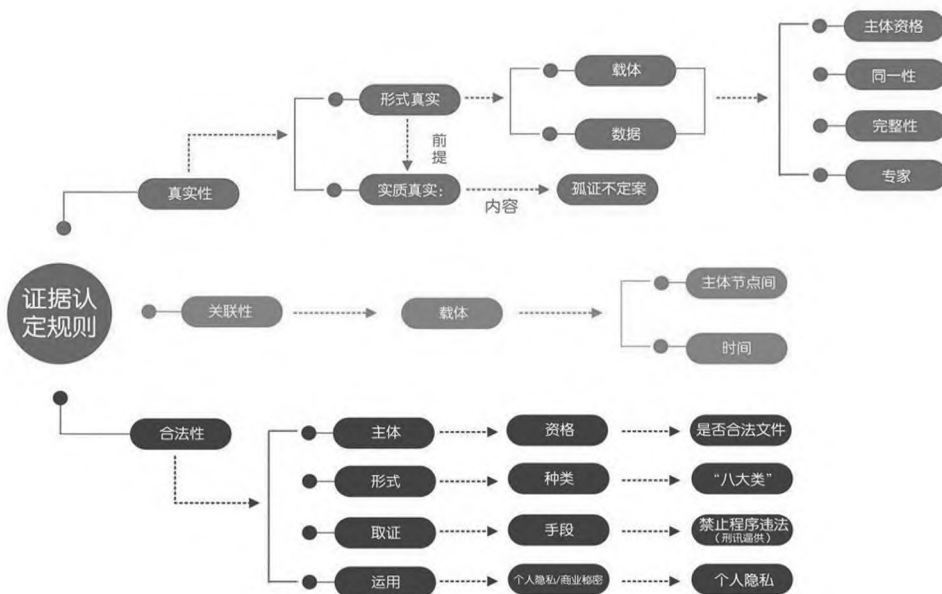 证据认
定规则
真实性
形式真实
前
提
实质真实:
内容
孤证不定案
载体
数据
主体资格
同一性
完整性
专家
关联性
载体
主体节点间
时间
合法性
主体
资格
是否合法文件
形式
种类
“八大类”
取证
手段
禁止程序违法
(刑讯逼供)
运用
个人隐私/商业秘密
个人隐私